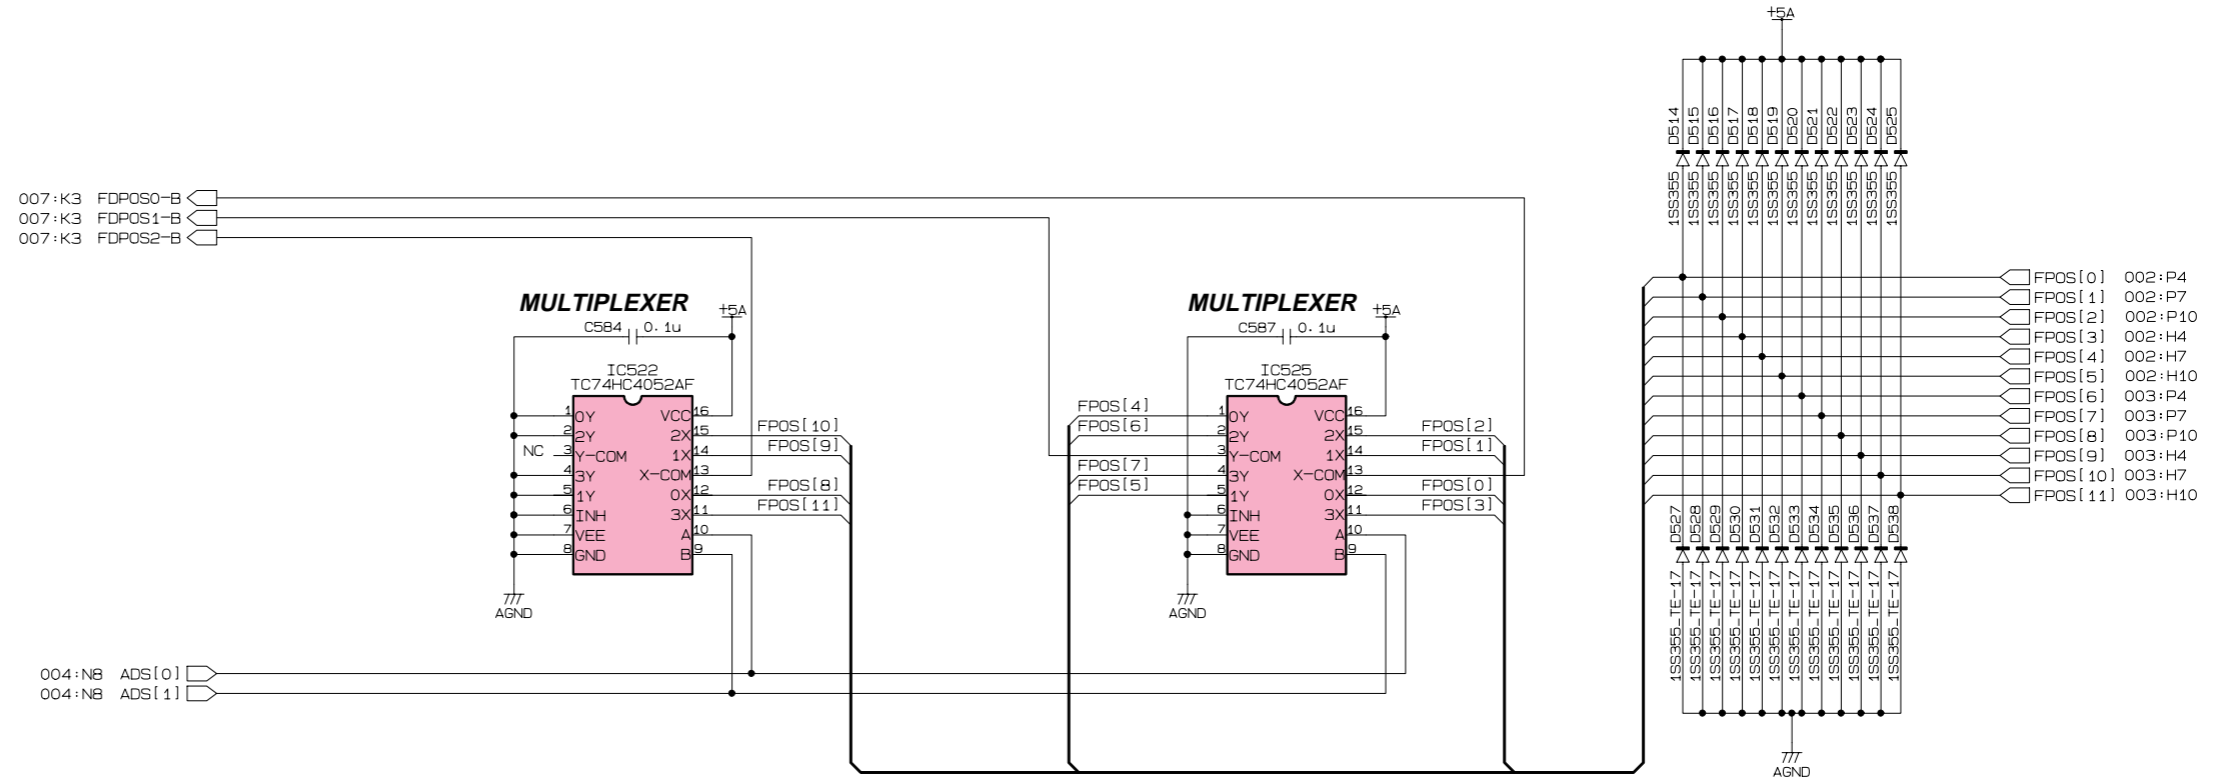 +5A
D514 D515 D516 D517 D518 D519 D520 D521 D522 D523 D524 D525
1SS355 1SS355 1SS355 1SS355 1SS355 1SS355 1SS355 1SS355 1SS355 1SS355 1SS355 1SS355
007:K3 FDPOS0-B
007:K3 FDPOS1-B
007:K3 FDPOS2-B
MULTIPLEXER
+5A
C584 0.1u
IC522
TC74HC4052AF
1 0Y VCC 16
2 2Y 2X 15 FPOS[10]
NC 3 Y-COM 1X 14 FPOS[9]
4 3Y X-COM 13
5 1Y 0X 12 FPOS[8]
6 INH 3X 11 FPOS[11]
7 VEE A 10
8 GND B 9
AGND
MULTIPLEXER
+5A
C587 0.1u
IC525
TC74HC4052AF
FPOS[4] 1 0Y VCC 16
FPOS[6] 2 2Y 2X 15 FPOS[2]
3 Y-COM 1X 14 FPOS[1]
FPOS[7] 4 3Y X-COM 13
FPOS[5] 5 1Y 0X 12 FPOS[0]
6 INH 3X 11 FPOS[3]
7 VEE A 10
8 GND B 9
AGND
FPOS[0] 002:P4
FPOS[1] 002:P7
FPOS[2] 002:P10
FPOS[3] 002:H4
FPOS[4] 002:H7
FPOS[5] 002:H10
FPOS[6] 003:P4
FPOS[7] 003:P7
FPOS[8] 003:P10
FPOS[9] 003:H4
FPOS[10] 003:H7
FPOS[11] 003:H10
D527 D528 D529 D530 D531 D532 D533 D534 D535 D536 D537 D538
1SS355_TE-17 1SS355_TE-17 1SS355_TE-17 1SS355_TE-17 1SS355_TE-17 1SS355_TE-17 1SS355_TE-17 1SS355_TE-17 1SS355_TE-17 1SS355_TE-17 1SS355_TE-17 1SS355_TE-17
AGND
004:N8 ADS[0]
004:N8 ADS[1]